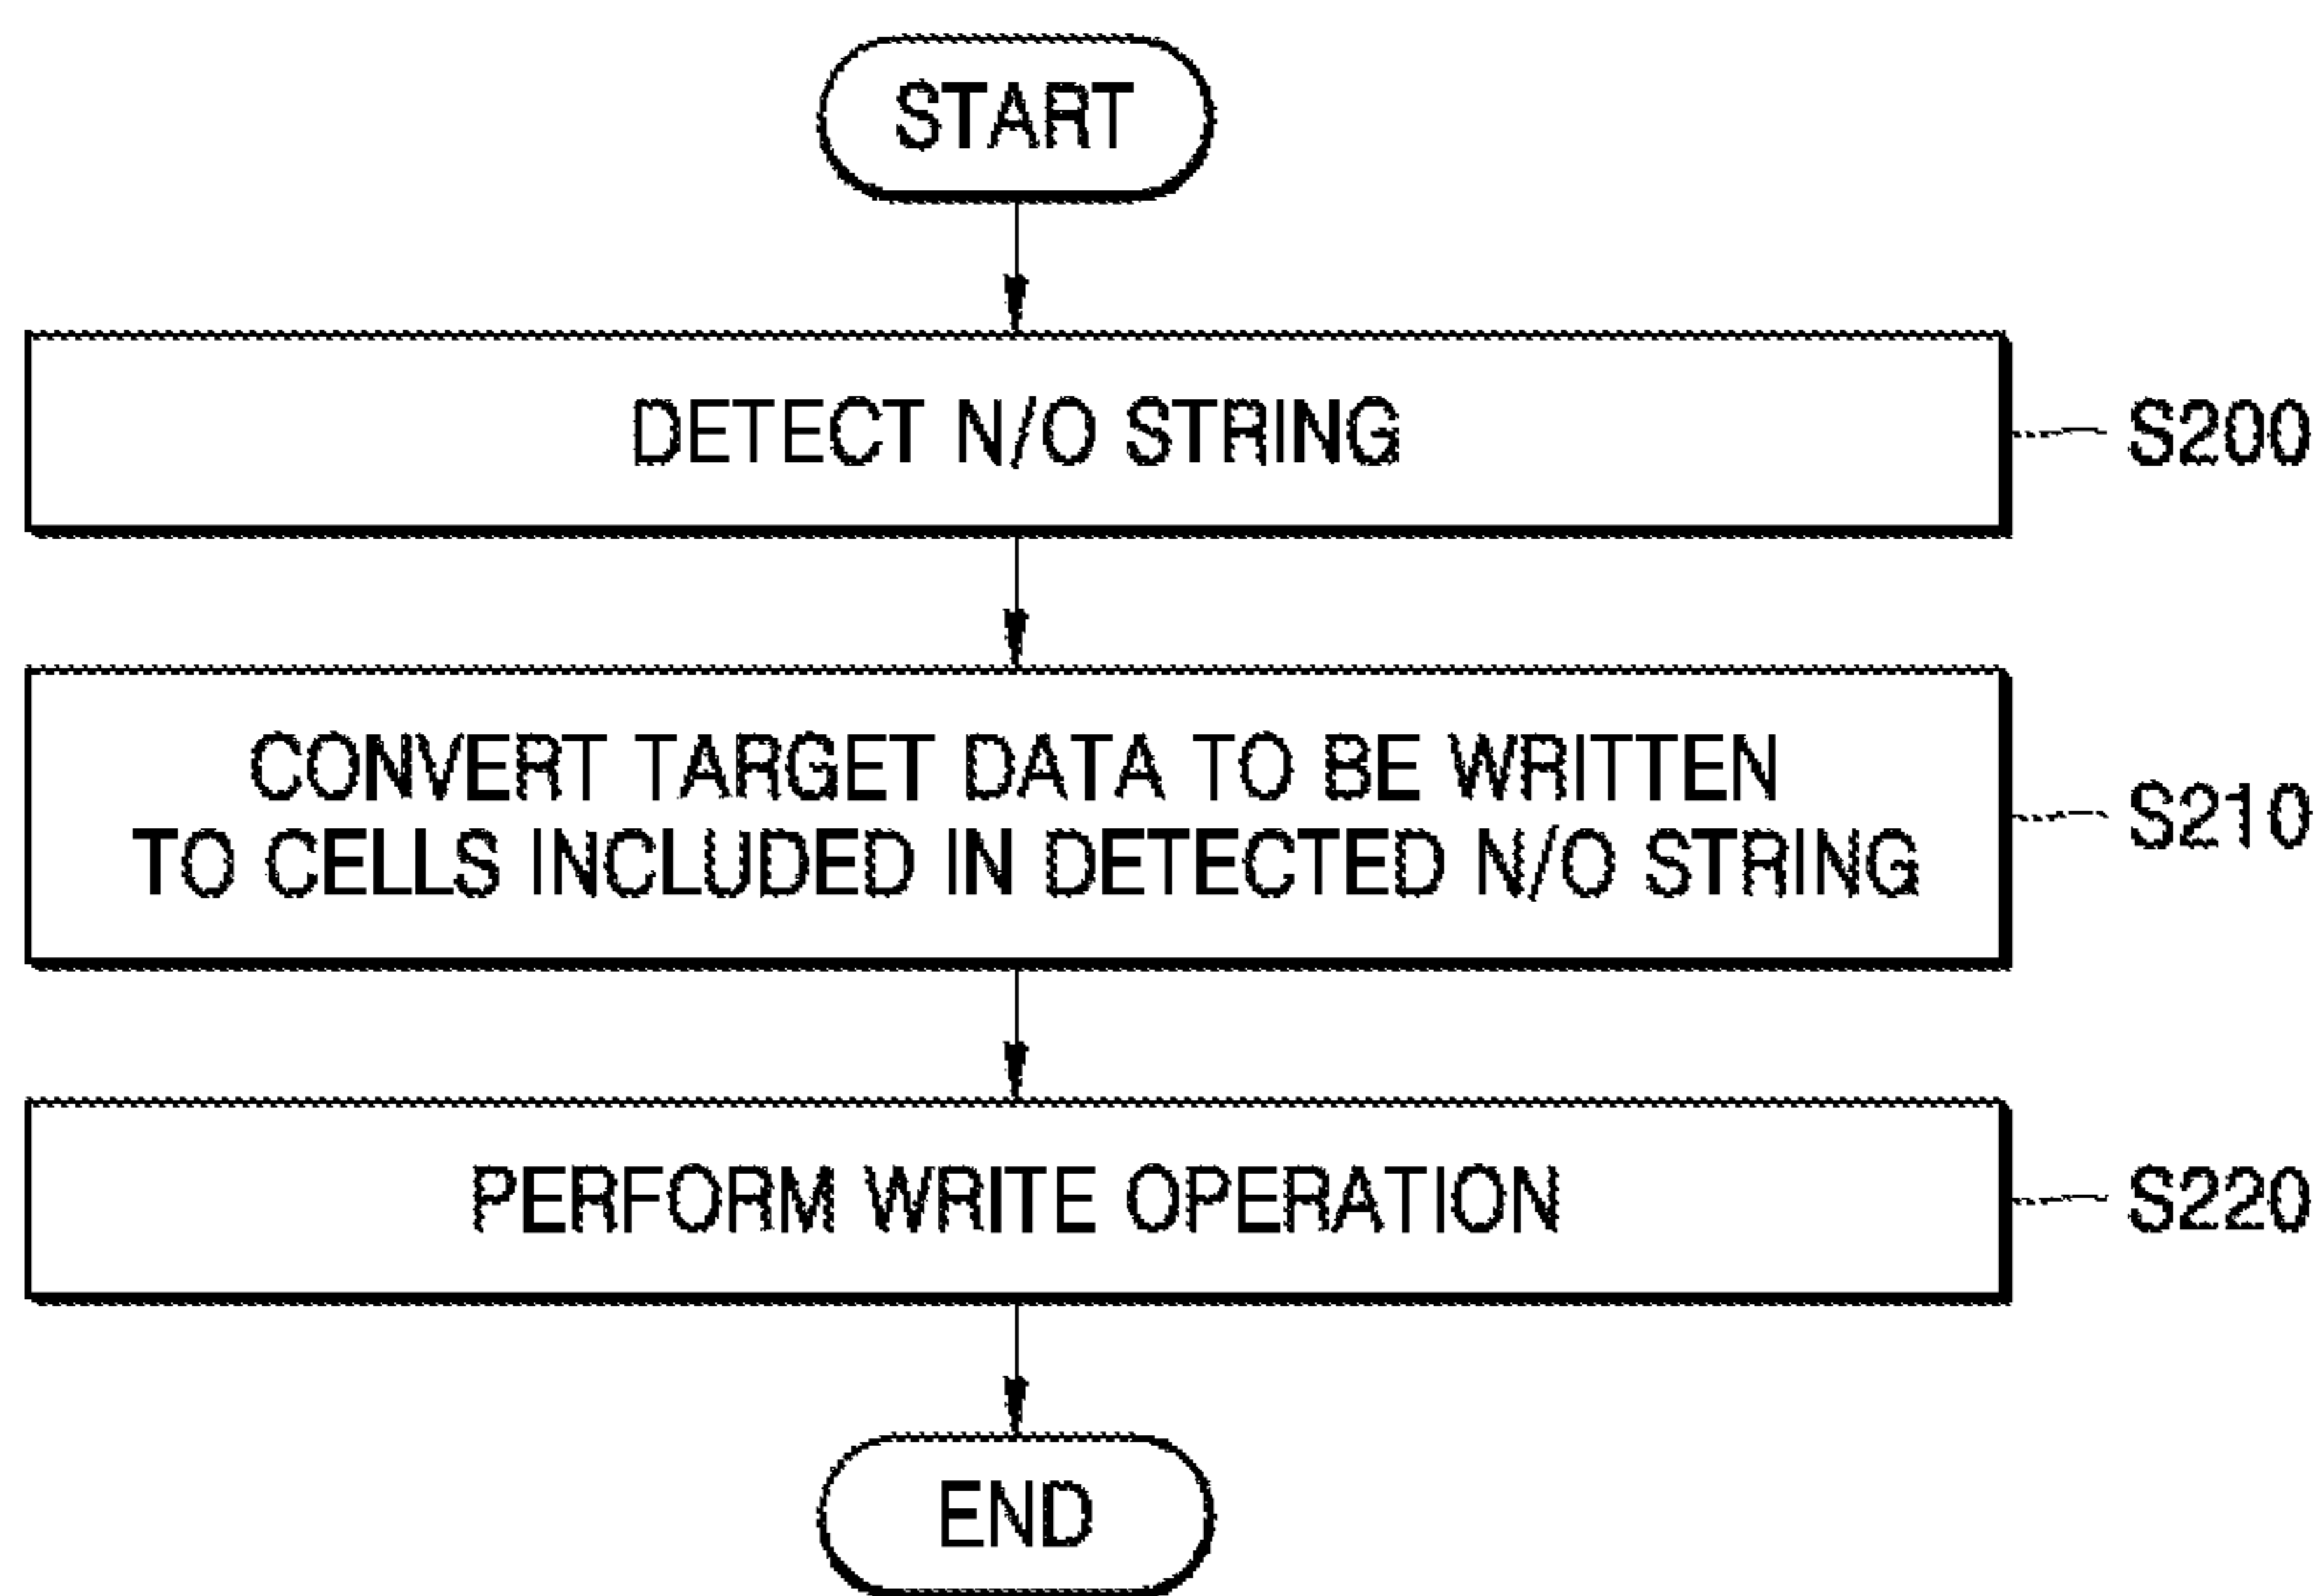 START
DETECT N/O STRING
S200
CONVERT TARGET DATA TO BE WRITTEN
TO CELLS INCLUDED IN DETECTED N/O STRING
S210
PERFORM WRITE OPERATION
S220
END